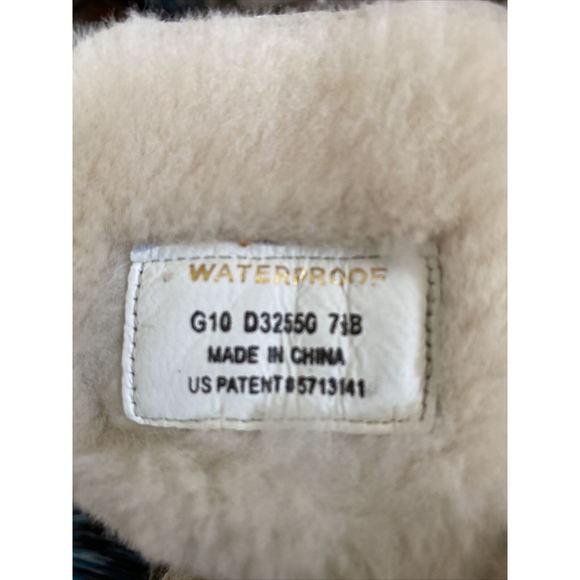 WATERPROOF
G10 D32550 7½B
MADE IN CHINA
US PATENT#5713141